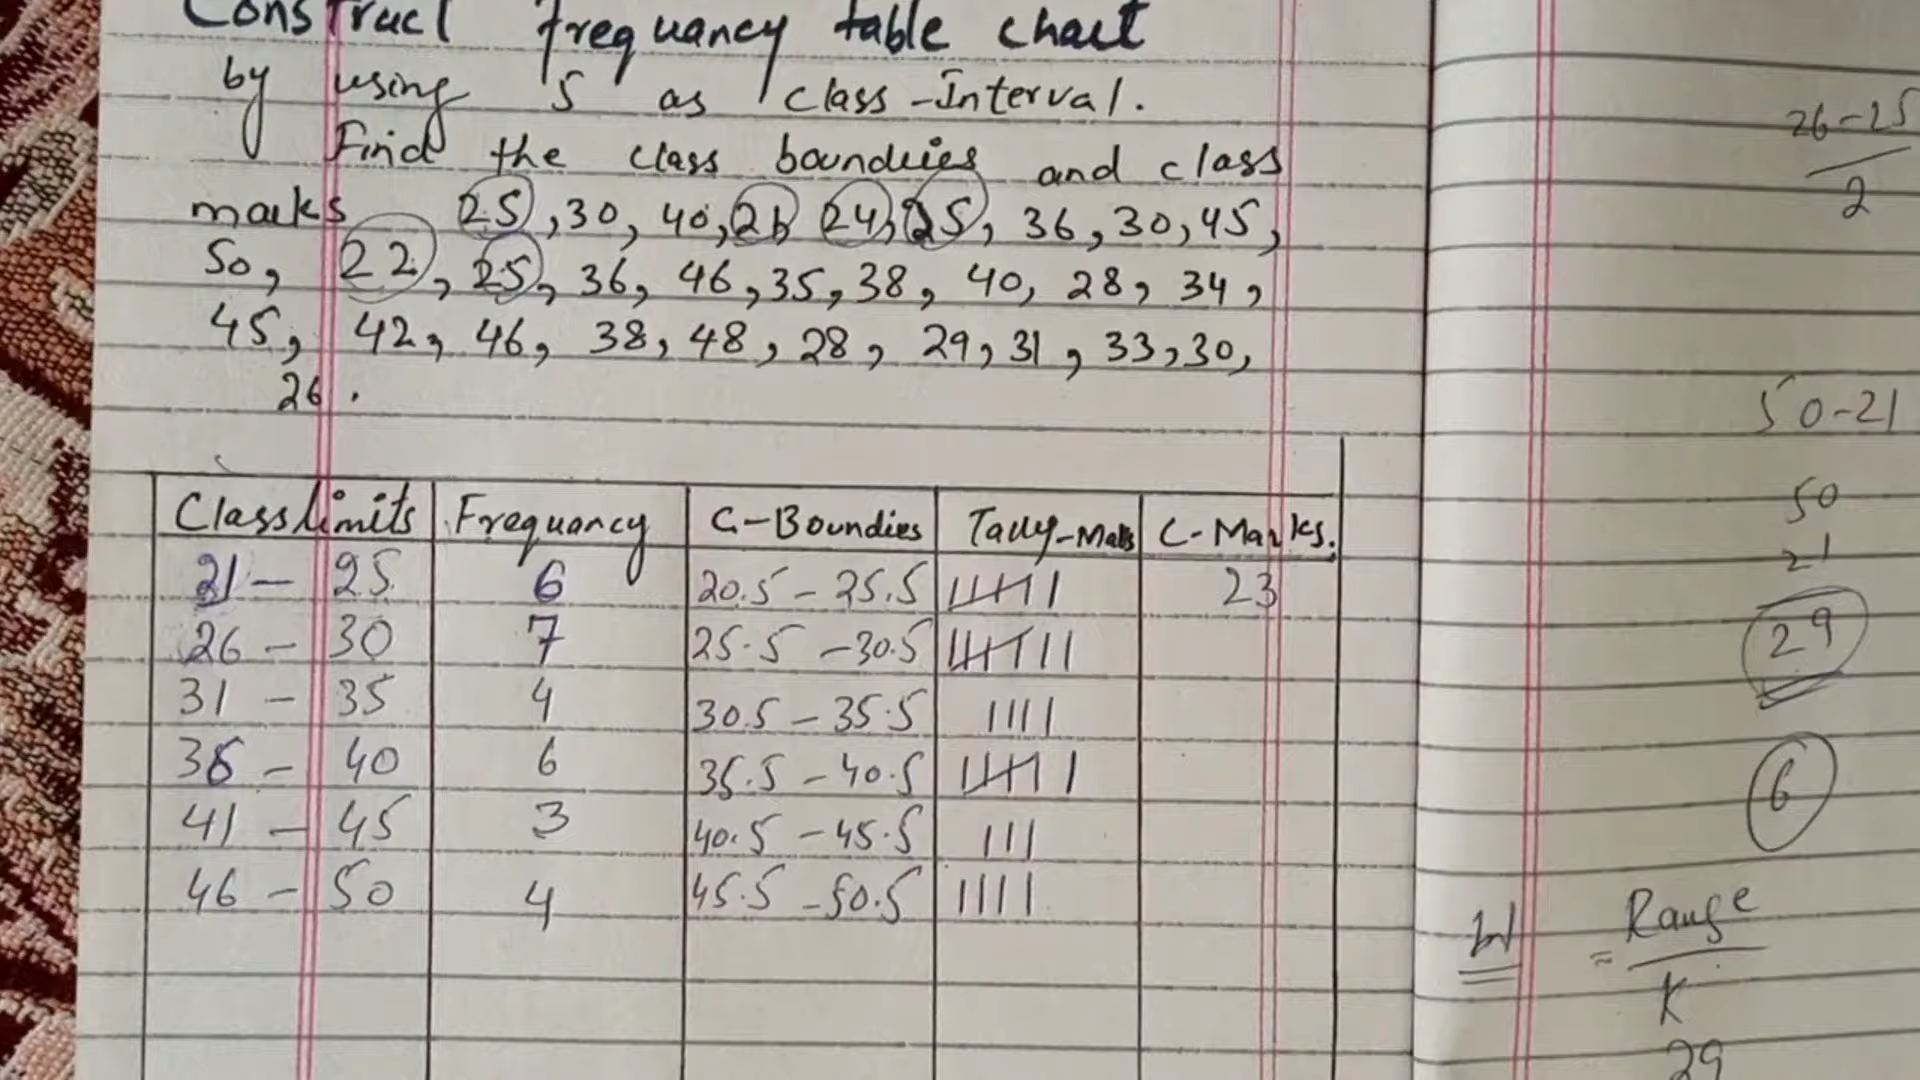 Construct frequancy table chart
by using 5 as class-Interval.
Find the class boundries and class
marks 25, 30, 40, 21, 24, 25, 36, 30, 45,
50, 22, 25, 36, 46, 35, 38, 40, 28, 34,
45, 42, 46, 38, 48, 28, 29, 31, 33, 30,
26.
Class limits Frequancy C-Boundies Tally-Marks C-Marks.
21 - 25 6 20.5 - 25.5 23
26 - 30 7 25.5 - 30.5
31 - 35 4 30.5 - 35.5
36 - 40 6 35.5 - 40.5
41 - 45 3 40.5 - 45.5
46 - 50 4 45.5 - 50.5
26-25
2
50-21
50
21
29
6
= Range
K
29